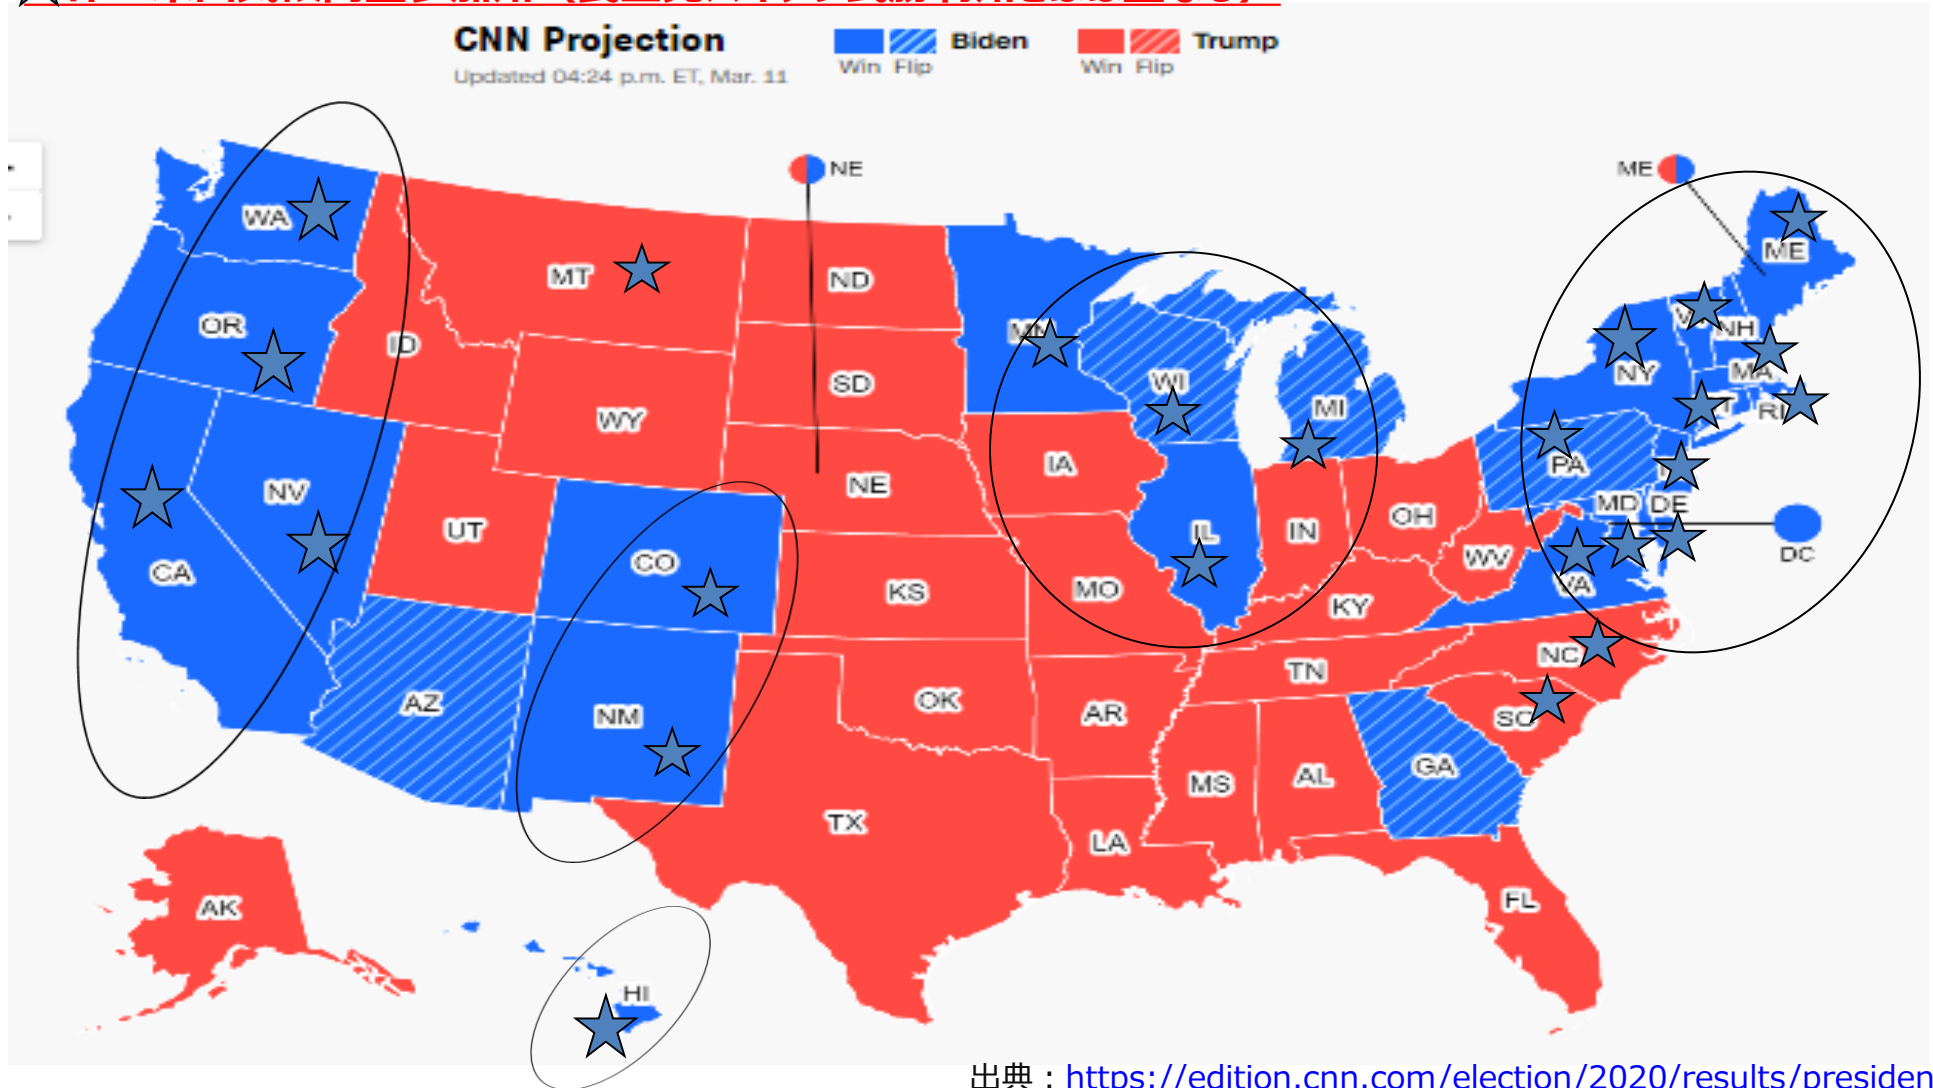 CNN Projection
Updated 04:24 p.m. ET, Mar. 11
Biden
Win Flip
Trump
Win Flip
NE
ME
WA
MT
ND
ME
OR
ID
MN
NH
SD
WI
NY
MA
WY
MI
RI
IA
PA
NE
NV
MD
DE
UT
IL
IN
OH
DC
CO
WV
CA
KS
MO
VA
KY
NC
TN
AZ
NM
OK
AR
SC
GA
MS
AL
TX
LA
FL
AK
HI
出典：https://edition.cnn.com/election/2020/results/presiden